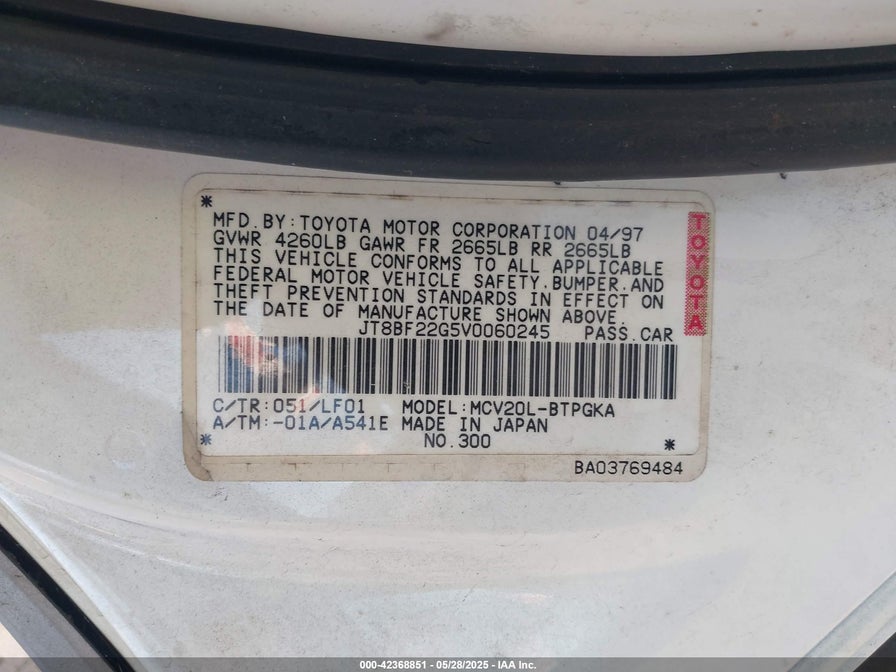 MFD.BY:TOYOTA MOTOR CORPORATION 04/97
GVWR 4260LB GAWR FR 2665LB RR 2665LB
THIS VEHICLE CONFORMS TO ALL APPLICABLE
FEDERAL MOTOR VEHICLE SAFETY.BUMPER.AND
THEFT PREVENTION STANDARDS IN EFFECT ON
THE DATE OF MANUFACTURE SHOWN ABOVE.
JT8BF22G5V0060245 PASS.CAR
TOYOTA
C/TR:051/LF01 MODEL:MCV20L-BTPGKA
A/TM:-01A/A541E MADE IN JAPAN
NO.300
BA03769484
000-42368851 / 05/28/2025 - IAA Inc.